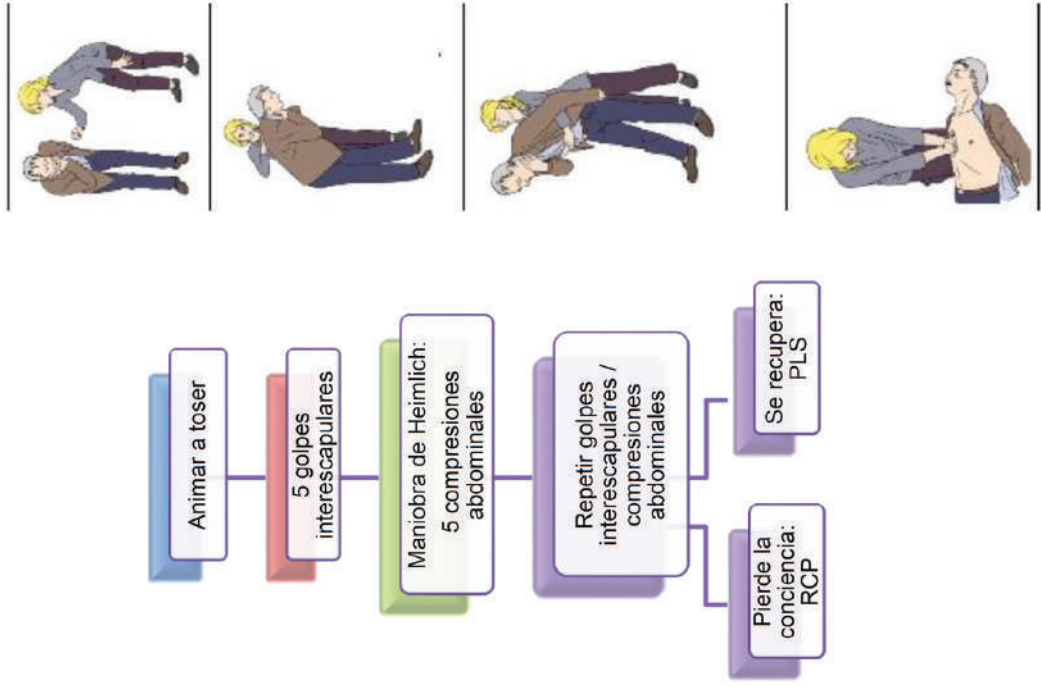 Animar a toser
5 golpes
interescapulares
Maniobra de Heimlich:
5 compresiones
abdominales
Repetir golpes
interescapulares /
compresiones
abdominales
Pierde la
conciencia:
RCP
Se recupera:
PLS